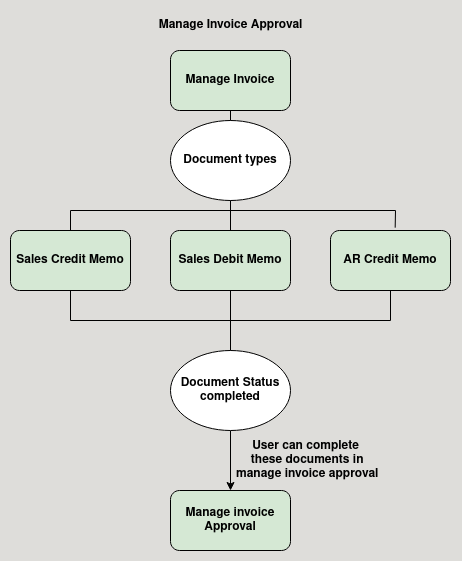 Manage Invoice Approval
Manage Invoice
Document types
Sales Credit Memo
Sales Debit Memo
AR Credit Memo
Document Status
completed
User can complete
these documents in
manage invoice approval
Manage invoice
Approval